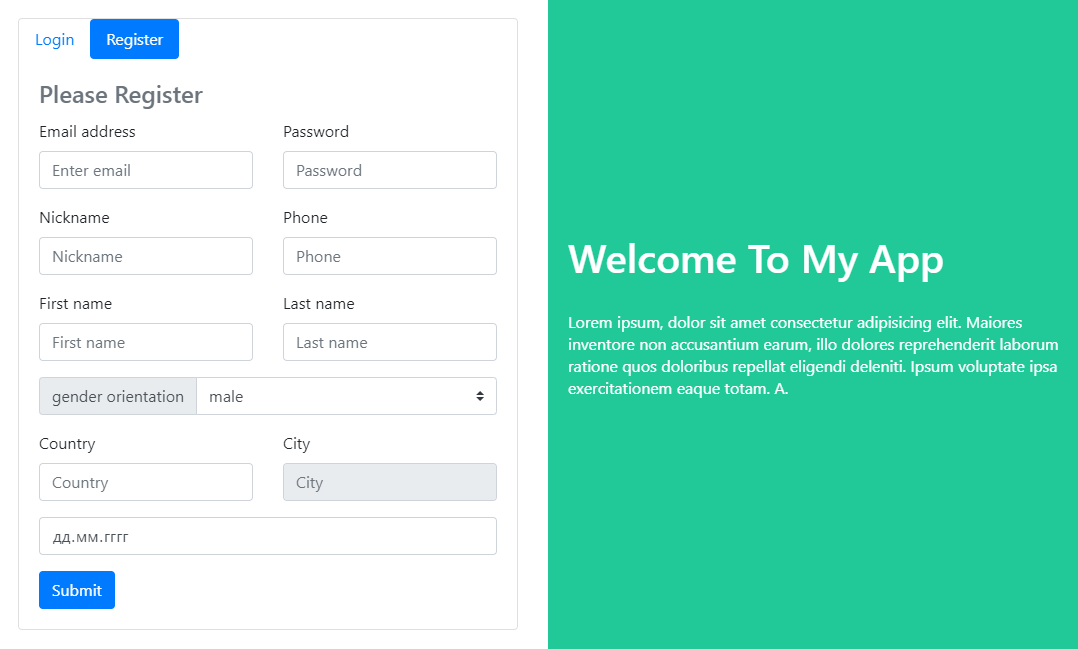 Login Register
Please Register
Email address Password
Enter email Password
Nickname Phone
Nickname Phone
First name Last name
First name Last name
gender orientation male
Country City
Country City
дд.мм.гггг
Submit
Welcome To My App
Lorem ipsum, dolor sit amet consectetur adipisicing elit. Maiores
inventore non accusantium earum, illo dolores reprehenderit laborum
ratione quos doloribus repellat eligendi deleniti. Ipsum voluptate ipsa
exercitationem eaque totam. A.